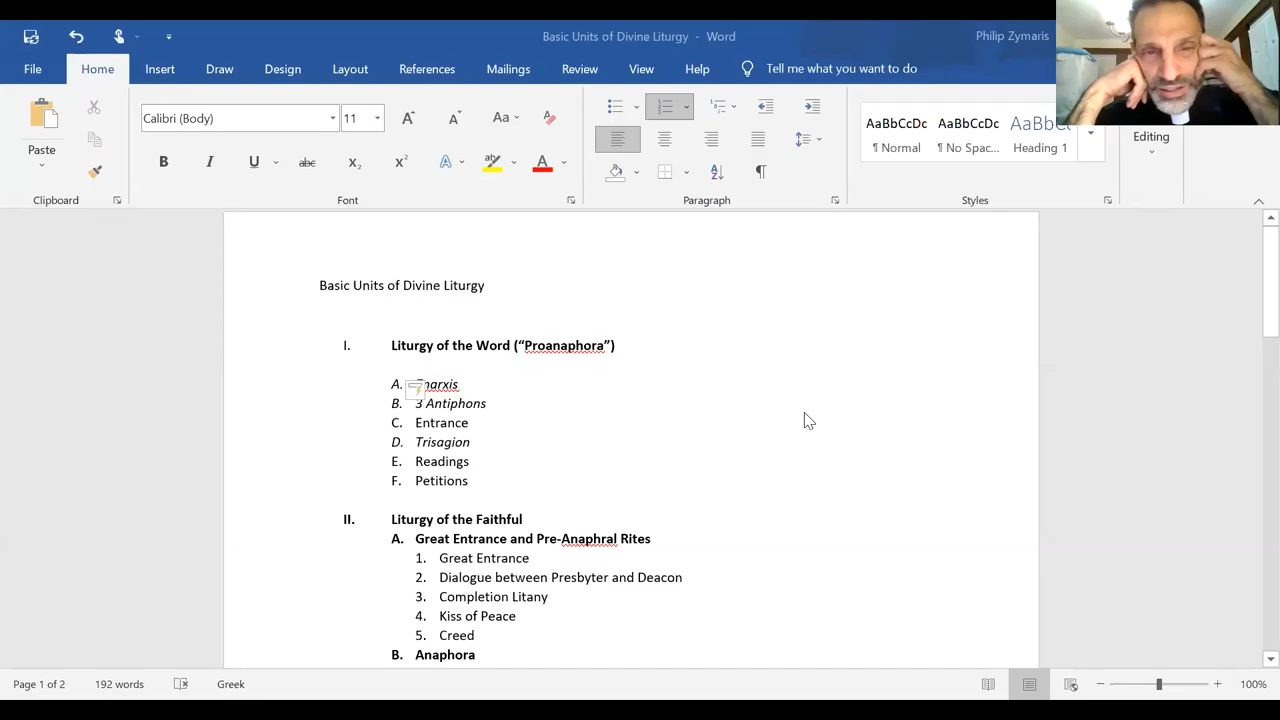 Basic Units of Divine Liturgy - Word
Philip Zymaris
File Home Insert Draw Design Layout References Mailings Review View Help Tell me what you want to do
Paste
Clipboard
Calibri (Body) 11
Font
Paragraph
AaBbCcDc AaBbCcDc AaBbCc
¶ Normal ¶ No Spac... Heading 1
Styles
Editing
Basic Units of Divine Liturgy
I. Liturgy of the Word (“Proanaphora”)
A.
B. 3 Antiphons
C. Entrance
D. Trisagion
E. Readings
F. Petitions
II. Liturgy of the Faithful
A. Great Entrance and Pre-Anaphral Rites
1. Great Entrance
2. Dialogue between Presbyter and Deacon
3. Completion Litany
4. Kiss of Peace
5. Creed
B. Anaphora
Page 1 of 2 192 words Greek 100%